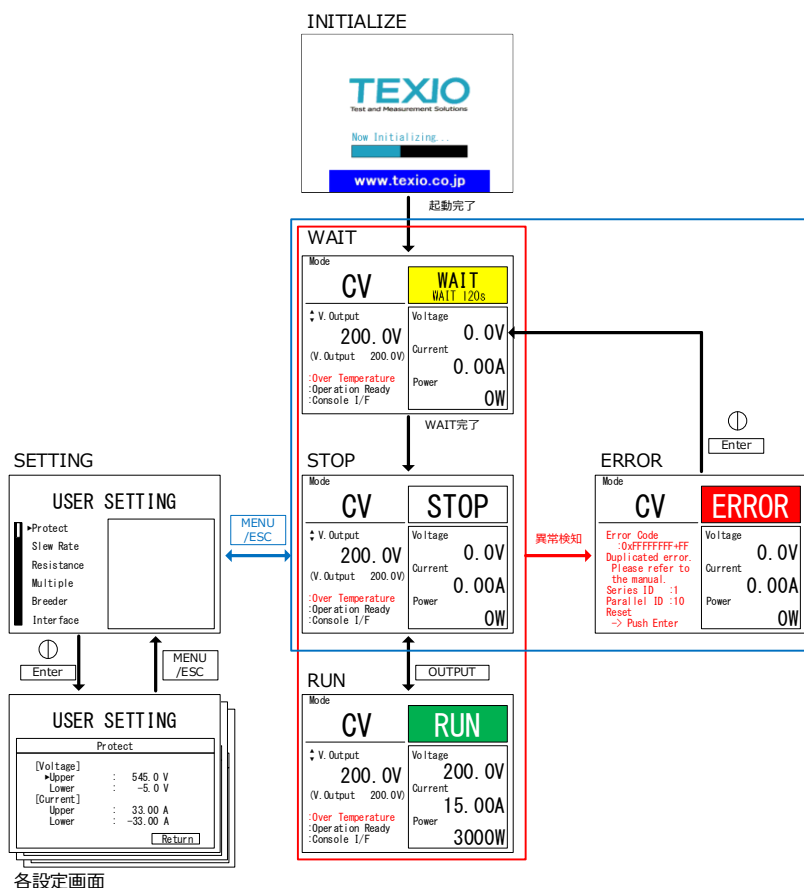 INITIALIZE
TEXIO
Test and Measurement Solutions
Now Initializing...
www.texio.co.jp
起動完了
WAIT
Mode
CV
WAIT
WAIT 120s
V.Output
200.0V
(V.Output 200.0V)
:Over Temperature
:Operation Ready
:Console I/F
Voltage
0.0V
Current
0.00A
Power
0W
WAIT完了
Enter
SETTING
USER SETTING
Protect
Slew Rate
Resistance
Multiple
Breeder
Interface
MENU
/ESC
STOP
Mode
CV
STOP
V.Output
200.0V
(V.Output 200.0V)
:Over Temperature
:Operation Ready
:Console I/F
Voltage
0.0V
Current
0.00A
Power
0W
異常検知
ERROR
Mode
CV
ERROR
Error Code
:0xFFFFFFFF+FF
Duplicated error.
Please refer to
the manual.
Series ID :1
Parallel ID :10
Reset
-> Push Enter
Voltage
0.0V
Current
0.00A
Power
0W
Enter
MENU
/ESC
OUTPUT
USER SETTING
Protect
[Voltage]
Upper : 545.0 V
Lower : -5.0 V
[Current]
Upper : 33.00 A
Lower : -33.00 A
Return
各設定画面
RUN
Mode
CV
RUN
V.Output
200.0V
(V.Output 200.0V)
:Over Temperature
:Operation Ready
:Console I/F
Voltage
200.0V
Current
15.00A
Power
3000W